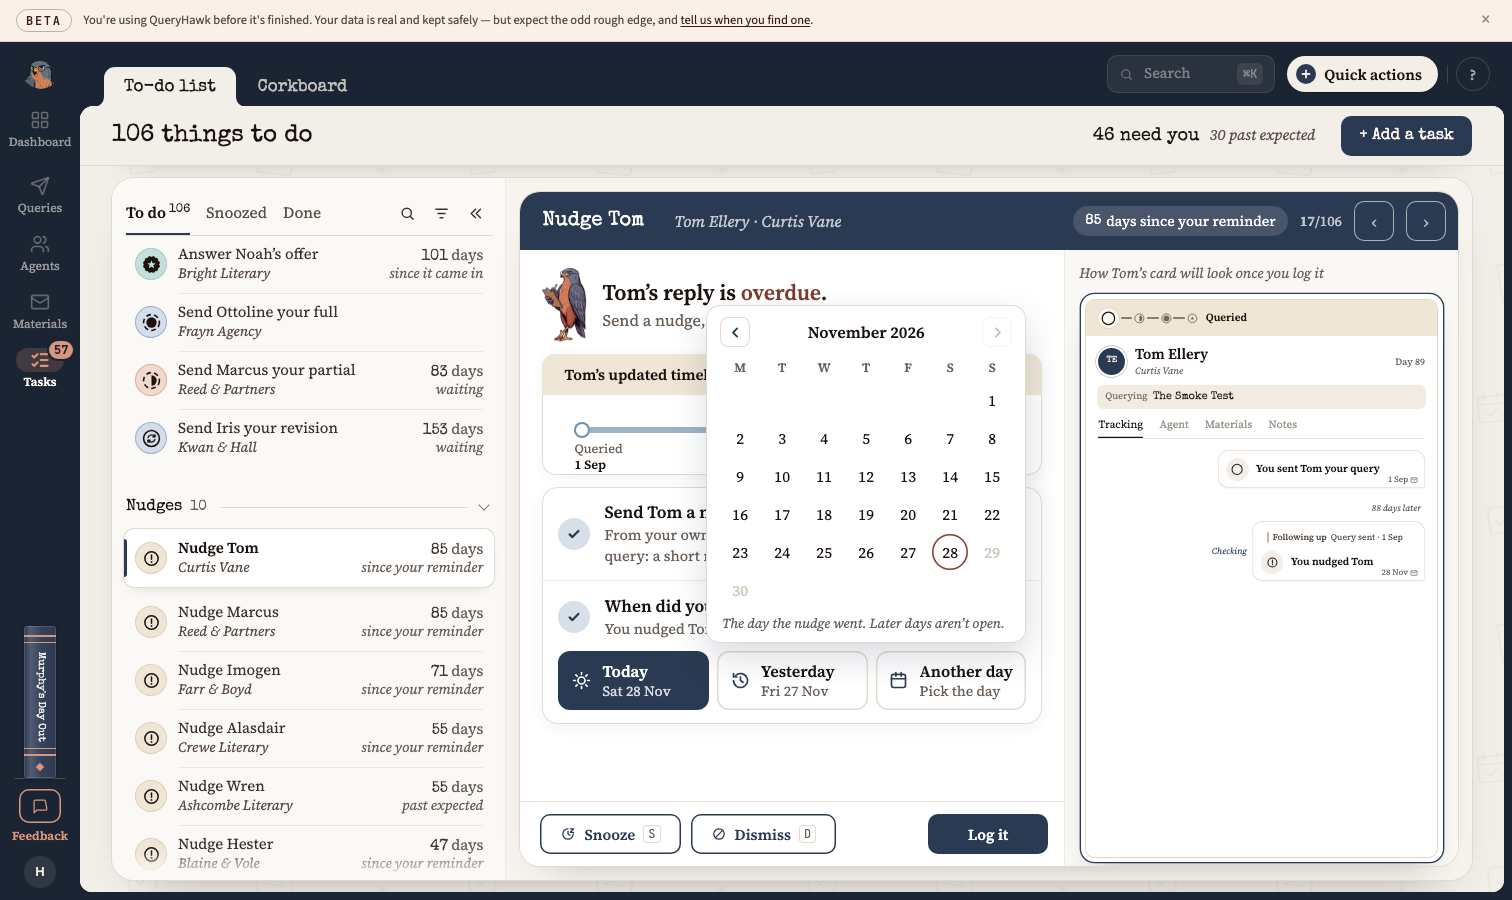 BETA
You're using QueryHawk before it's finished. Your data is real and kept safely — but expect the odd rough edge, and tell us when you find one.
×
To-do list
Corkboard
Search
⌘K
+ Quick actions
?
Dashboard
Queries
Agents
Materials
57
Tasks
Murphy's Day Out
Feedback
H
106 things to do
46 need you
30 past expected
+ Add a task
To do 106
Snoozed
Done
Answer Noah's offer
101 days
Bright Literary
since it came in
Send Ottoline your full
Frayn Agency
Send Marcus your partial
83 days
Reed & Partners
waiting
Send Iris your revision
153 days
Kwan & Hall
waiting
Nudges 10
Nudge Tom
85 days
Curtis Vane
since your reminder
Nudge Marcus
85 days
Reed & Partners
since your reminder
Nudge Imogen
71 days
Farr & Boyd
since your reminder
Nudge Alasdair
55 days
Crewe Literary
since your reminder
Nudge Wren
55 days
Ashcombe Literary
past expected
Nudge Hester
47 days
Blaine & Vole
since your reminder
Nudge Tom
Tom Ellery · Curtis Vane
85 days since your reminder
17/106
Tom's reply is overdue.
Send a nudge,
Tom's updated timel
Queried
1 Sep
Send Tom a n
From your own
query: a short n
When did you
You nudged To
November 2026
M T W T F S S
1
2 3 4 5 6 7 8
9 10 11 12 13 14 15
16 17 18 19 20 21 22
23 24 25 26 27 28 29
30
The day the nudge went. Later days aren't open.
Today
Sat 28 Nov
Yesterday
Fri 27 Nov
Another day
Pick the day
Snooze S
Dismiss D
Log it
How Tom's card will look once you log it
Queried
TE
Tom Ellery
Curtis Vane
Day 89
Querying The Smoke Test
Tracking
Agent
Materials
Notes
You sent Tom your query
1 Sep
88 days later
Checking
Following up Query sent · 1 Sep
You nudged Tom
28 Nov